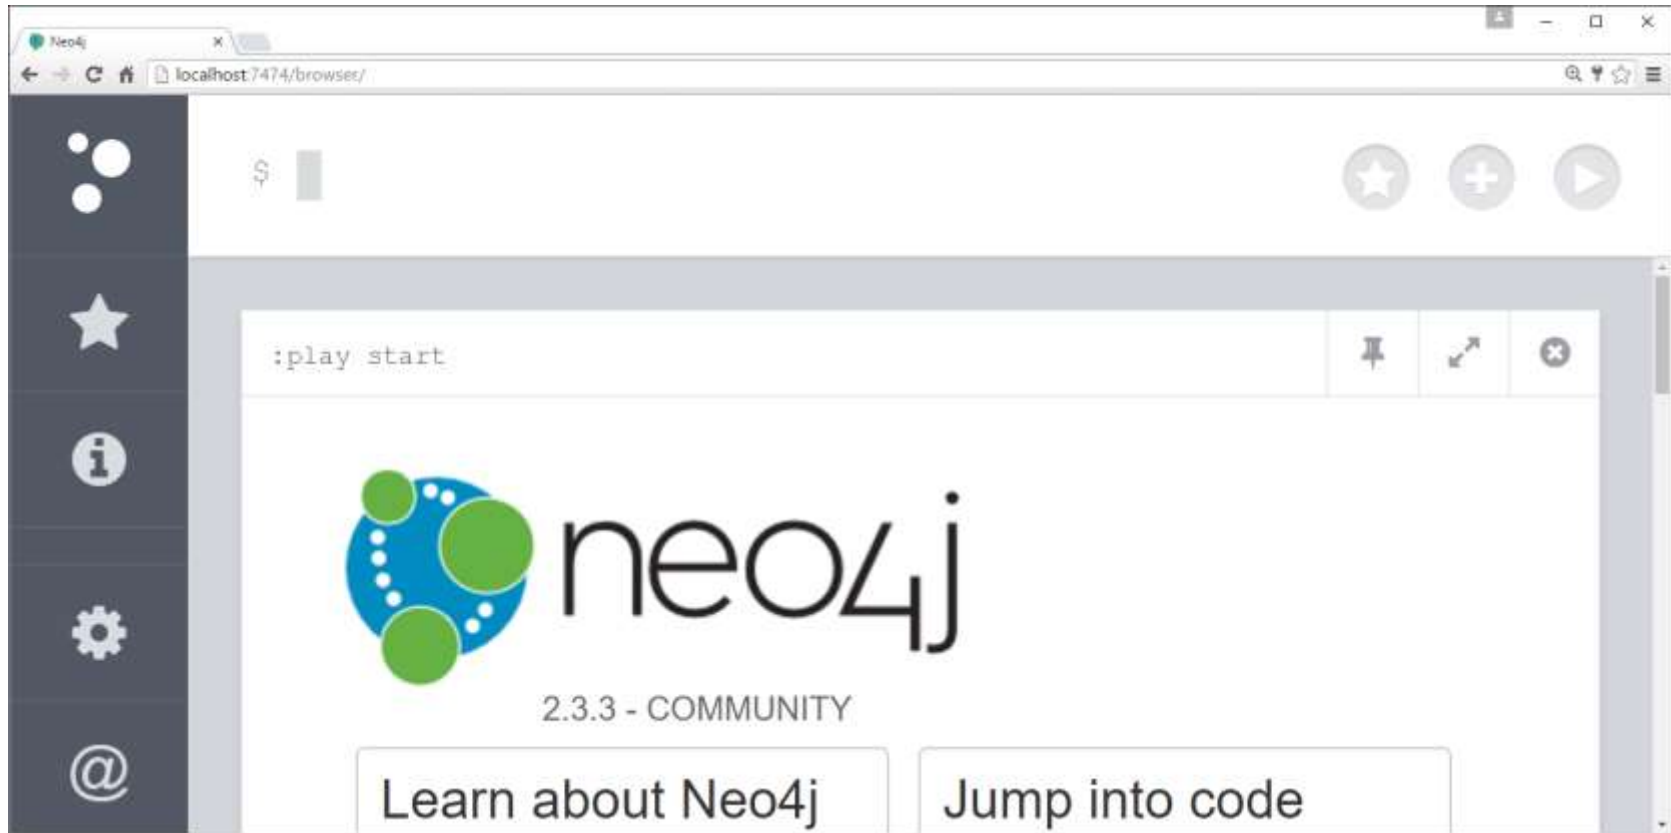 Neo4j
localhost:7474/browser/
$
:play start
neo4j
2.3.3 - COMMUNITY
Learn about Neo4j
Jump into code
@